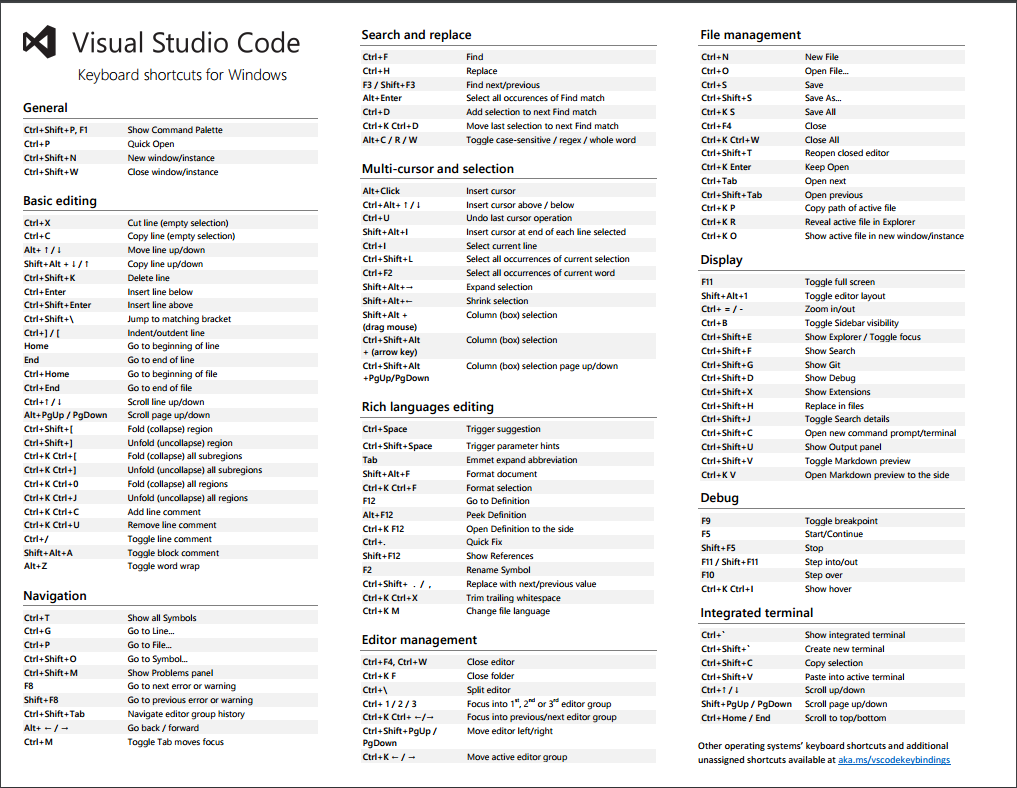 Visual Studio Code
Keyboard shortcuts for Windows
General
Ctrl+Shift+P, F1 Show Command Palette
Ctrl+P Quick Open
Ctrl+Shift+N New window/instance
Ctrl+Shift+W Close window/instance
Basic editing
Ctrl+X Cut line (empty selection)
Ctrl+C Copy line (empty selection)
Alt+ ↑ / ↓ Move line up/down
Shift+Alt + ↓ / ↑ Copy line up/down
Ctrl+Shift+K Delete line
Ctrl+Enter Insert line below
Ctrl+Shift+Enter Insert line above
Ctrl+Shift+\ Jump to matching bracket
Ctrl+] / [ Indent/outdent line
Home Go to beginning of line
End Go to end of line
Ctrl+Home Go to beginning of file
Ctrl+End Go to end of file
Ctrl+↑ / ↓ Scroll line up/down
Alt+PgUp / PgDown Scroll page up/down
Ctrl+Shift+[ Fold (collapse) region
Ctrl+Shift+] Unfold (uncollapse) region
Ctrl+K Ctrl+[ Fold (collapse) all subregions
Ctrl+K Ctrl+] Unfold (uncollapse) all subregions
Ctrl+K Ctrl+0 Fold (collapse) all regions
Ctrl+K Ctrl+J Unfold (uncollapse) all regions
Ctrl+K Ctrl+C Add line comment
Ctrl+K Ctrl+U Remove line comment
Ctrl+/ Toggle line comment
Shift+Alt+A Toggle block comment
Alt+Z Toggle word wrap
Navigation
Ctrl+T Show all Symbols
Ctrl+G Go to Line...
Ctrl+P Go to File...
Ctrl+Shift+O Go to Symbol...
Ctrl+Shift+M Show Problems panel
F8 Go to next error or warning
Shift+F8 Go to previous error or warning
Ctrl+Shift+Tab Navigate editor group history
Alt+ ← / → Go back / forward
Ctrl+M Toggle Tab moves focus
Search and replace
Ctrl+F Find
Ctrl+H Replace
F3 / Shift+F3 Find next/previous
Alt+Enter Select all occurences of Find match
Ctrl+D Add selection to next Find match
Ctrl+K Ctrl+D Move last selection to next Find match
Alt+C / R / W Toggle case-sensitive / regex / whole word
Multi-cursor and selection
Alt+Click Insert cursor
Ctrl+Alt+ ↑ / ↓ Insert cursor above / below
Ctrl+U Undo last cursor operation
Shift+Alt+I Insert cursor at end of each line selected
Ctrl+I Select current line
Ctrl+Shift+L Select all occurrences of current selection
Ctrl+F2 Select all occurrences of current word
Shift+Alt+→ Expand selection
Shift+Alt+← Shrink selection
Shift+Alt + Column (box) selection
(drag mouse)
Ctrl+Shift+Alt Column (box) selection
+ (arrow key)
Ctrl+Shift+Alt Column (box) selection page up/down
+PgUp/PgDown
Rich languages editing
Ctrl+Space Trigger suggestion
Ctrl+Shift+Space Trigger parameter hints
Tab Emmet expand abbreviation
Shift+Alt+F Format document
Ctrl+K Ctrl+F Format selection
F12 Go to Definition
Alt+F12 Peek Definition
Ctrl+K F12 Open Definition to the side
Ctrl+. Quick Fix
Shift+F12 Show References
F2 Rename Symbol
Ctrl+Shift+ . / , Replace with next/previous value
Ctrl+K Ctrl+X Trim trailing whitespace
Ctrl+K M Change file language
Editor management
Ctrl+F4, Ctrl+W Close editor
Ctrl+K F Close folder
Ctrl+\ Split editor
Ctrl+ 1 / 2 / 3 Focus into 1st, 2nd or 3rd editor group
Ctrl+K Ctrl+ ←/→ Focus into previous/next editor group
Ctrl+Shift+PgUp / Move editor left/right
PgDown
Ctrl+K ← / → Move active editor group
File management
Ctrl+N New File
Ctrl+O Open File...
Ctrl+S Save
Ctrl+Shift+S Save As...
Ctrl+K S Save All
Ctrl+F4 Close
Ctrl+K Ctrl+W Close All
Ctrl+Shift+T Reopen closed editor
Ctrl+K Enter Keep Open
Ctrl+Tab Open next
Ctrl+Shift+Tab Open previous
Ctrl+K P Copy path of active file
Ctrl+K R Reveal active file in Explorer
Ctrl+K O Show active file in new window/instance
Display
F11 Toggle full screen
Shift+Alt+1 Toggle editor layout
Ctrl+ = / - Zoom in/out
Ctrl+B Toggle Sidebar visibility
Ctrl+Shift+E Show Explorer / Toggle focus
Ctrl+Shift+F Show Search
Ctrl+Shift+G Show Git
Ctrl+Shift+D Show Debug
Ctrl+Shift+X Show Extensions
Ctrl+Shift+H Replace in files
Ctrl+Shift+J Toggle Search details
Ctrl+Shift+C Open new command prompt/terminal
Ctrl+Shift+U Show Output panel
Ctrl+Shift+V Toggle Markdown preview
Ctrl+K V Open Markdown preview to the side
Debug
F9 Toggle breakpoint
F5 Start/Continue
Shift+F5 Stop
F11 / Shift+F11 Step into/out
F10 Step over
Ctrl+K Ctrl+I Show hover
Integrated terminal
Ctrl+` Show integrated terminal
Ctrl+Shift+` Create new terminal
Ctrl+Shift+C Copy selection
Ctrl+Shift+V Paste into active terminal
Ctrl+↑ / ↓ Scroll up/down
Shift+PgUp / PgDown Scroll page up/down
Ctrl+Home / End Scroll to top/bottom
Other operating systems' keyboard shortcuts and additional
unassigned shortcuts available at aka.ms/vscodekeybindings